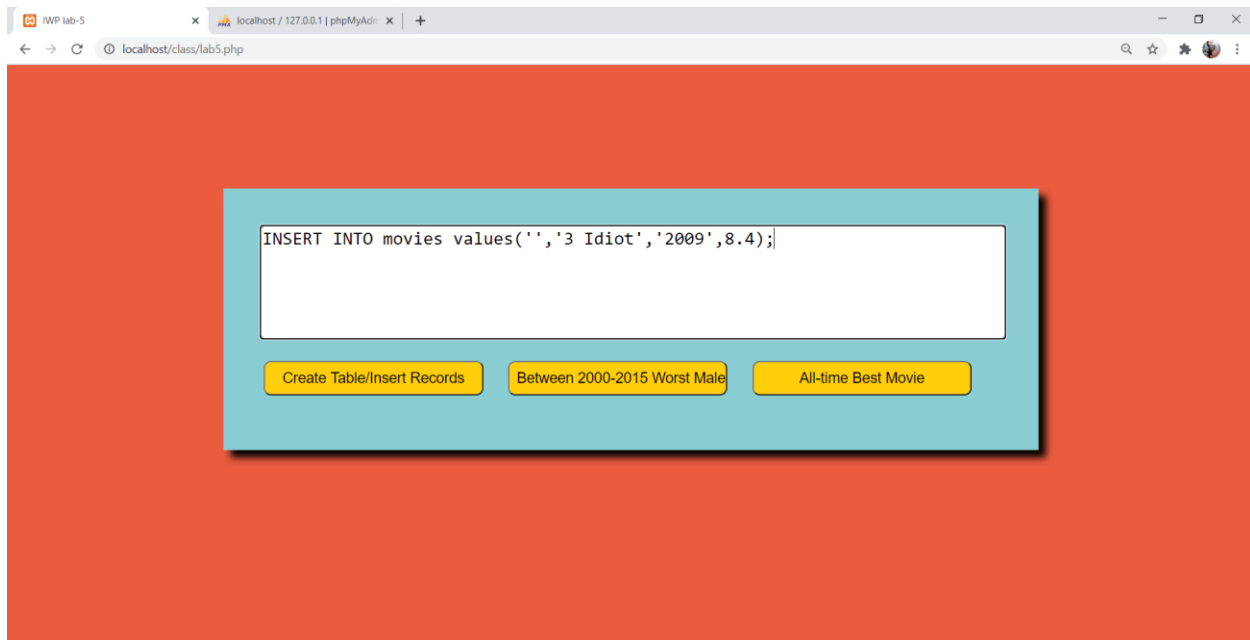 IWP lab-5
localhost / 127.0.0.1 | phpMyAdn
localhost/class/lab5.php
INSERT INTO movies values('','3 Idiot','2009',8.4);
Create Table/Insert Records
Between 2000-2015 Worst Male
All-time Best Movie